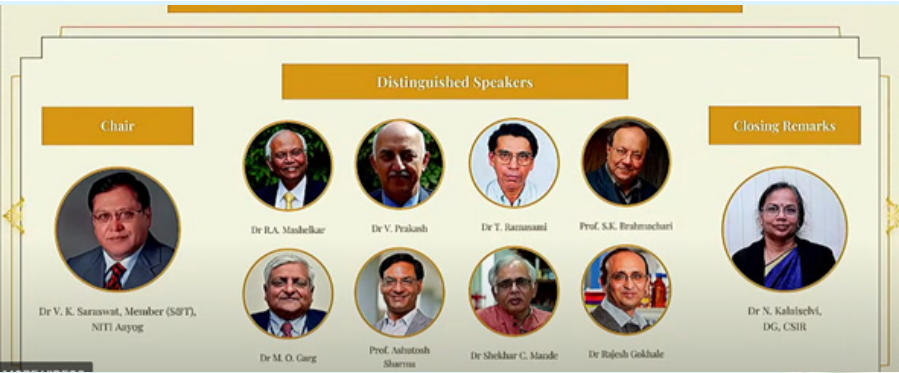 Distinguished Speakers
Chair
Closing Remarks
Dr R.A. Mashelkar
Dr V. Prakash
Dr T. Ramasami
Prof. S.K. Brahmachari
Dr V. K. Saraswat, Member (S&T),
NITI Aayog
Dr N. Kalaiselvi,
DG, CSIR
Dr M. O. Garg
Prof. Ashutosh
Sharma
Dr Shekhar C. Mande
Dr Rajesh Gokhale